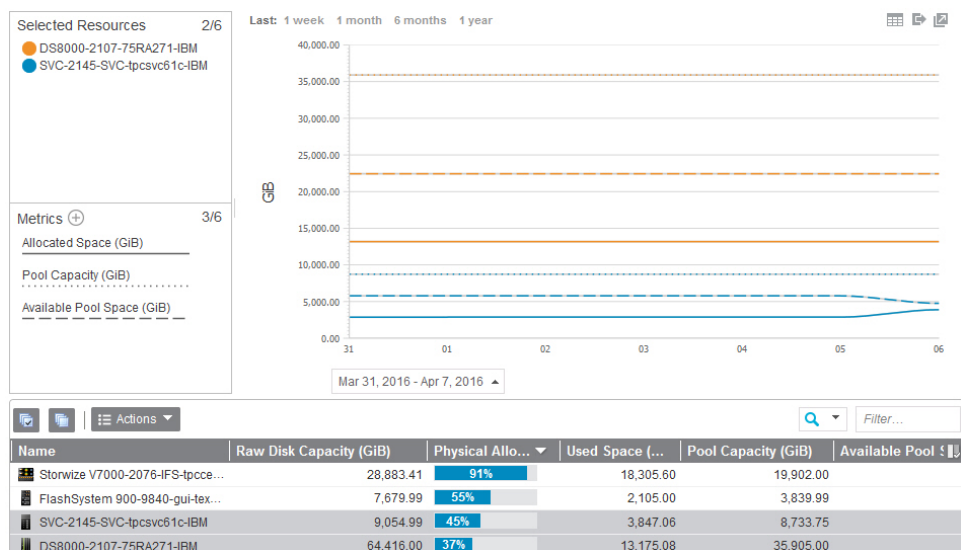 Selected Resources 2/6
DS8000-2107-75RA271-IBM
SVC-2145-SVC-tpcsvc61c-IBM
Metrics 3/6
Allocated Space (GiB)
Pool Capacity (GiB)
Available Pool Space (GiB)
Last: 1 week 1 month 6 months 1 year
40,000.00
35,000.00
30,000.00
25,000.00
20,000.00
15,000.00
10,000.00
5,000.00
0.00
GiB
31 01 02 03 04 05 06
Mar 31, 2016 - Apr 7, 2016
Actions
Filter...
Name Raw Disk Capacity (GiB) Physical Allo... Used Space (... Pool Capacity (GiB) Available Pool S
Storwize V7000-2076-IFS-tpcce... 28,883.41 91% 18,305.60 19,902.00
FlashSystem 900-9840-gui-tex... 7,679.99 55% 2,105.00 3,839.99
SVC-2145-SVC-tpcsvc61c-IBM 9,054.99 45% 3,847.06 8,733.75
DS8000-2107-75RA271-IBM 64,416.00 37% 13,175.08 35,905.00